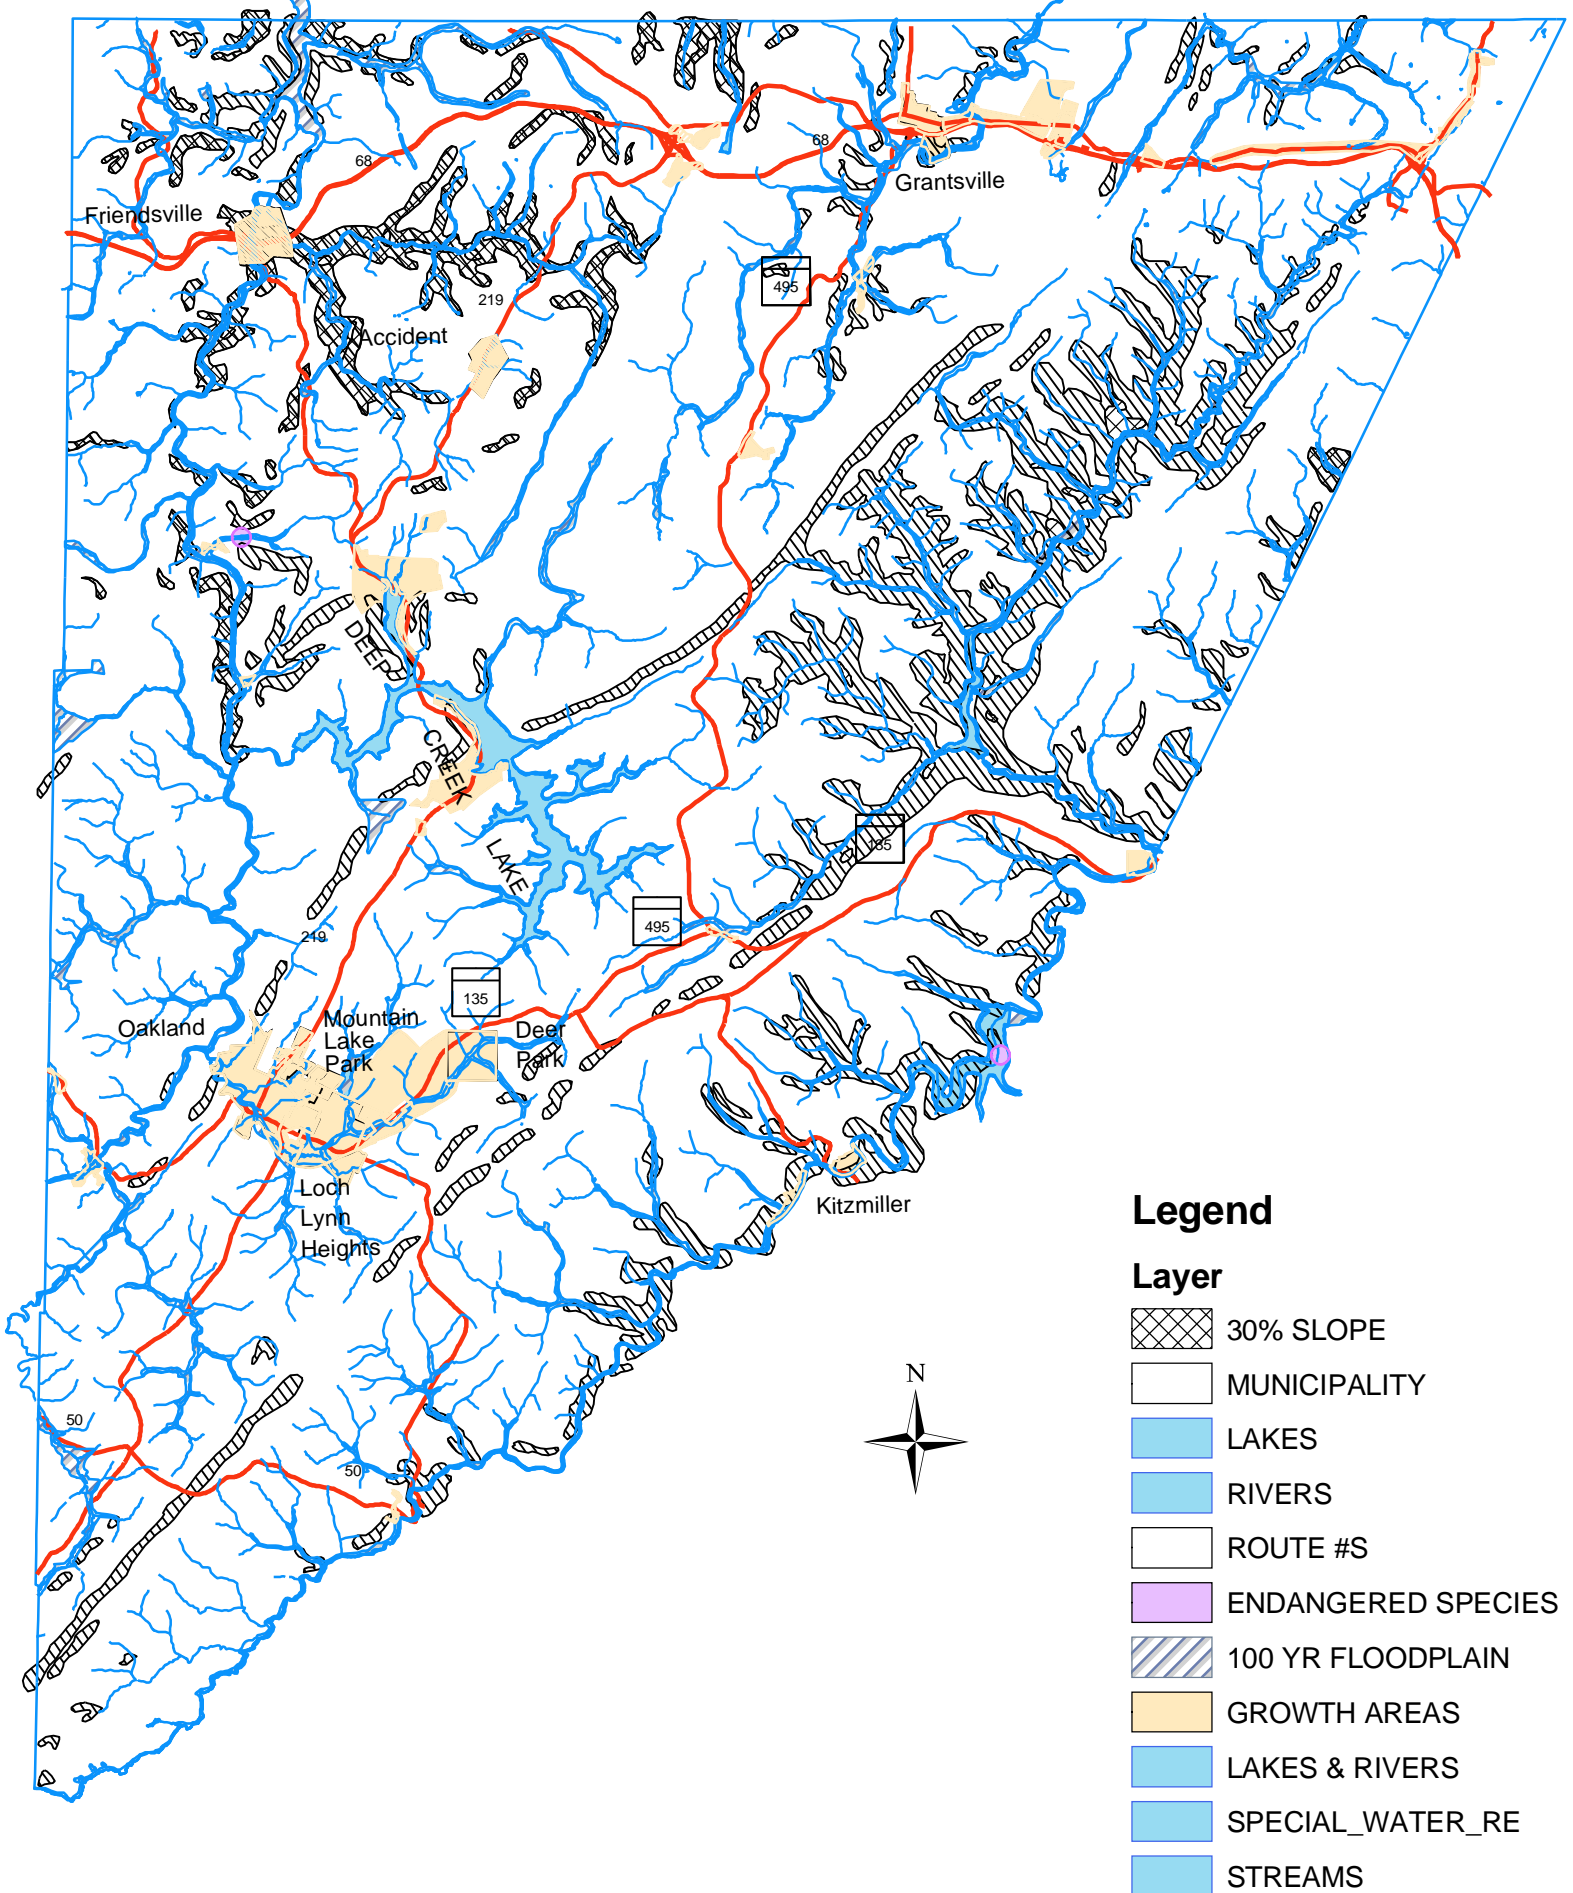 68
68
Grantsville
Friendsville
495
219
Accident
DEEP
CREEK
LAKE
185
495
219
135
Oakland
Mountain
Lake
Park
Deer
Park
Loch
Lynn
Heights
Kitzmiller
50
50
N
Legend
Layer
30% SLOPE
MUNICIPALITY
LAKES
RIVERS
ROUTE #S
ENDANGERED SPECIES
100 YR FLOODPLAIN
GROWTH AREAS
LAKES & RIVERS
SPECIAL_WATER_RE
STREAMS